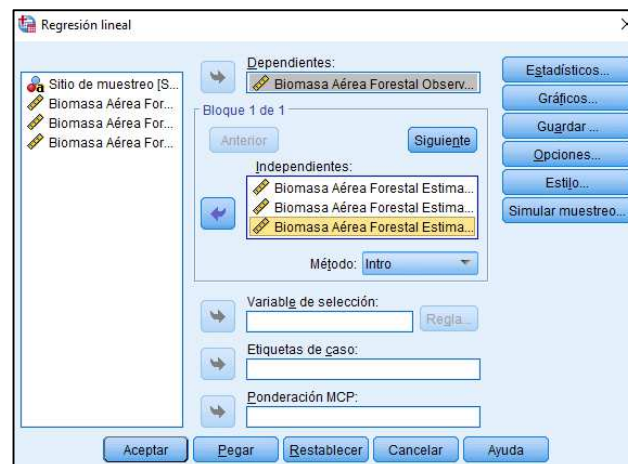 Regresión lineal
Sitio de muestreo [S...
Biomasa Aérea For...
Biomasa Aérea For...
Biomasa Aérea For...
Dependientes:
Biomasa Aérea Forestal Observ...
Bloque 1 de 1
Anterior
Siguiente
Independientes:
Biomasa Aérea Forestal Estima...
Biomasa Aérea Forestal Estima...
Biomasa Aérea Forestal Estima...
Método: Intro
Variable de selección:
Regla...
Etiquetas de caso:
Ponderación MCP:
Estadísticos...
Gráficos...
Guardar ...
Opciones...
Estilo...
Simular muestreo...
Aceptar
Pegar
Restablecer
Cancelar
Ayuda